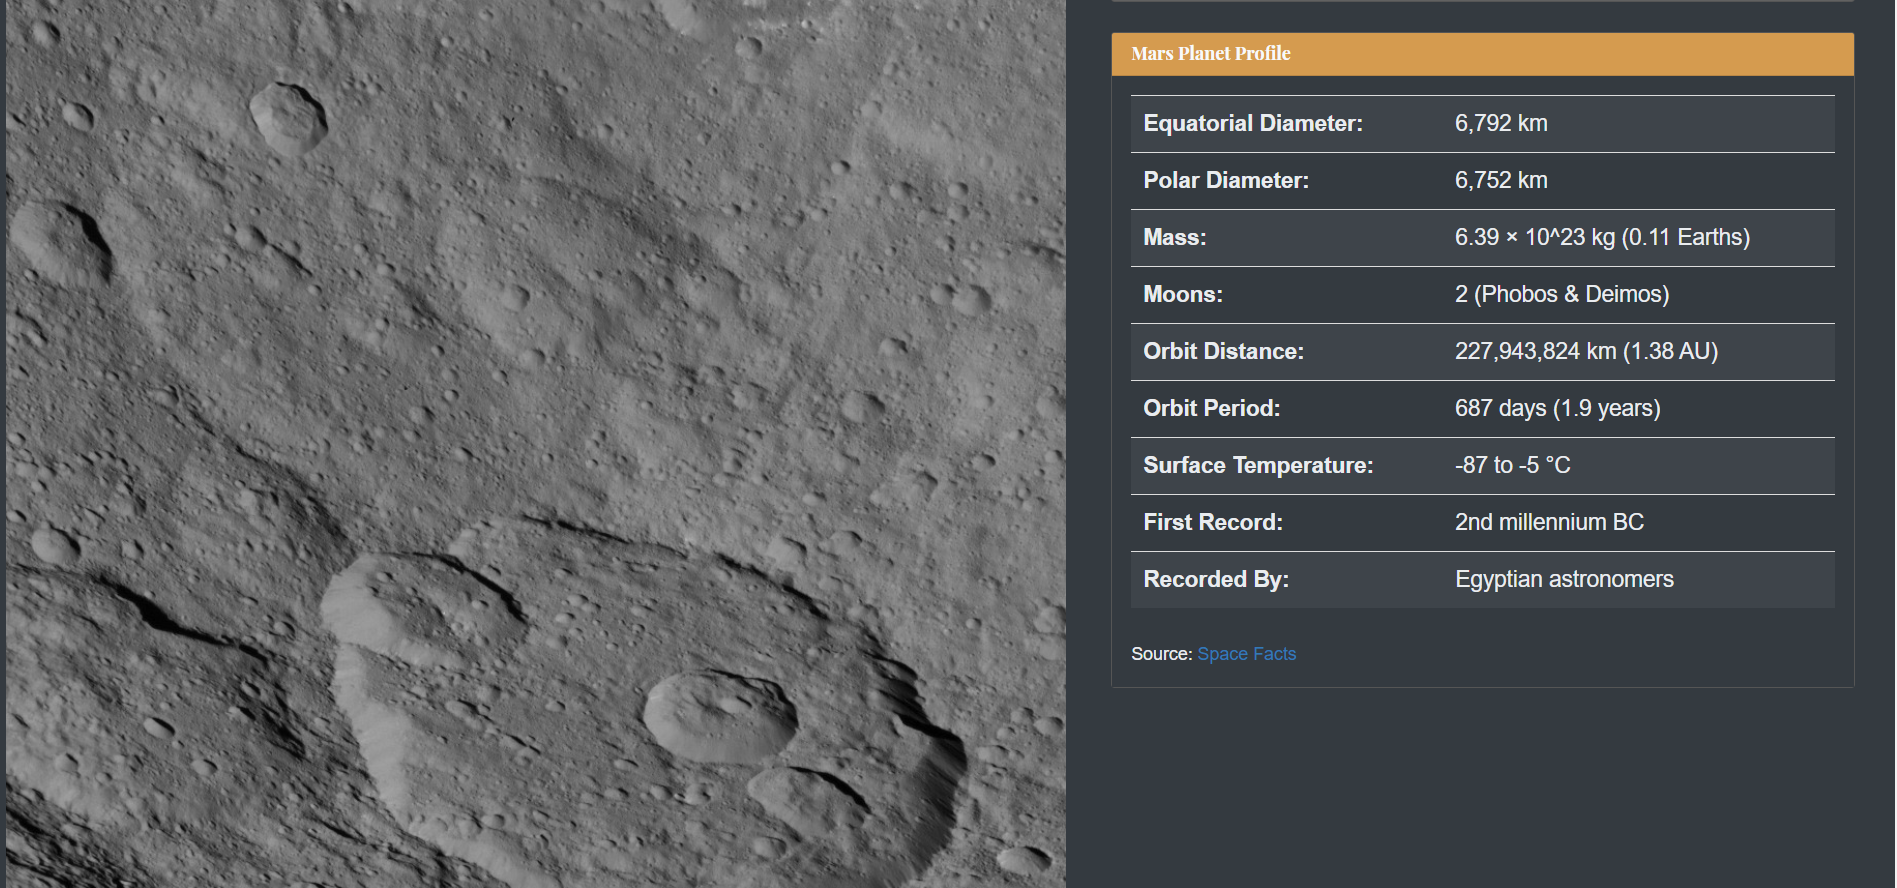 Mars Planet Profile
Equatorial Diameter: 6,792 km
Polar Diameter: 6,752 km
Mass: 6.39 × 10^23 kg (0.11 Earths)
Moons: 2 (Phobos & Deimos)
Orbit Distance: 227,943,824 km (1.38 AU)
Orbit Period: 687 days (1.9 years)
Surface Temperature: -87 to -5 °C
First Record: 2nd millennium BC
Recorded By: Egyptian astronomers
Source: Space Facts